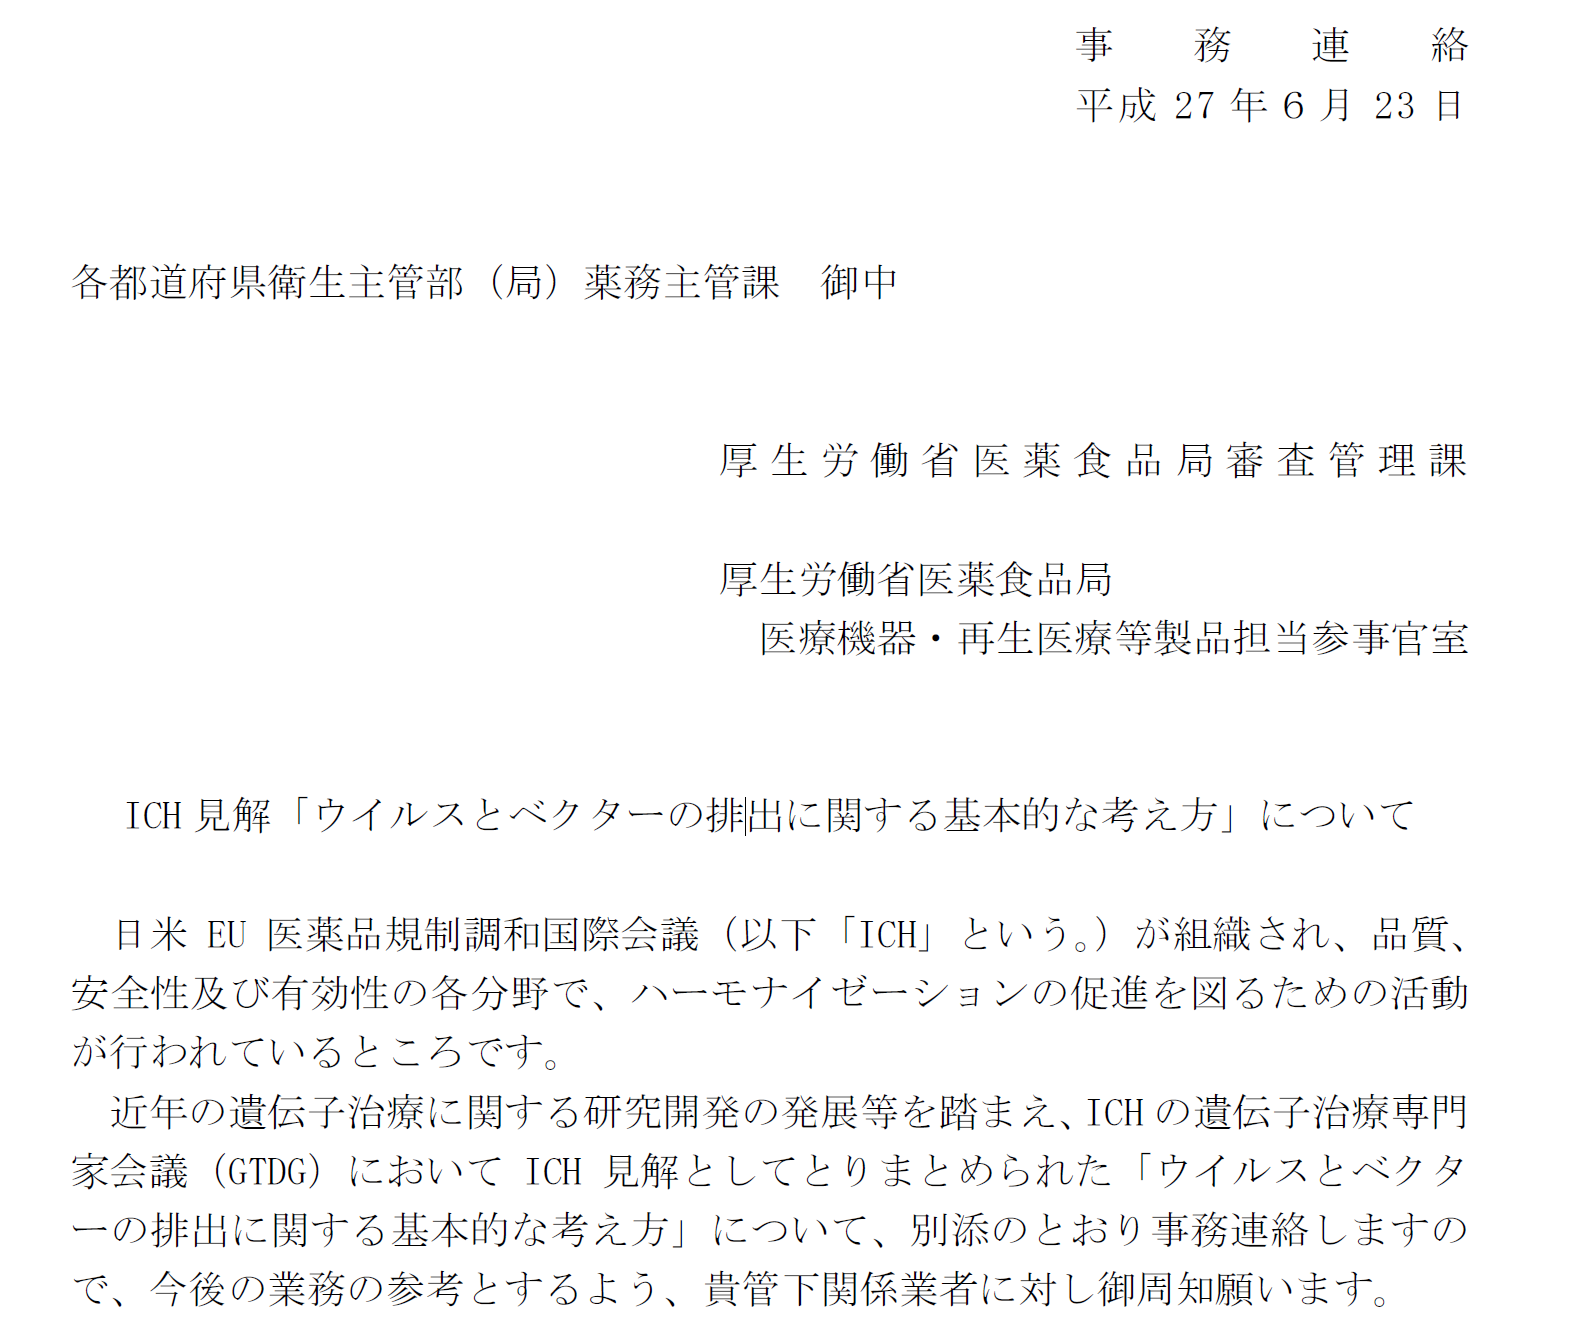 事務連絡
平成 27 年６月 23 日
各都道府県衛生主管部（局）薬務主管課　御中
厚生労働省医薬食品局審査管理課
厚生労働省医薬食品局
医療機器・再生医療等製品担当参事官室
ICH 見解「ウイルスとベクターの排出に関する基本的な考え方」について
日米 EU 医薬品規制調和国際会議（以下「ICH」という。）が組織され、品質、
安全性及び有効性の各分野で、ハーモナイゼーションの促進を図るための活動
が行われているところです。
近年の遺伝子治療に関する研究開発の発展等を踏まえ、ICH の遺伝子治療専門
家会議（GTDG）において ICH 見解としてとりまとめられた「ウイルスとベクタ
ーの排出に関する基本的な考え方」について、別添のとおり事務連絡しますの
で、今後の業務の参考とするよう、貴管下関係業者に対し御周知願います。